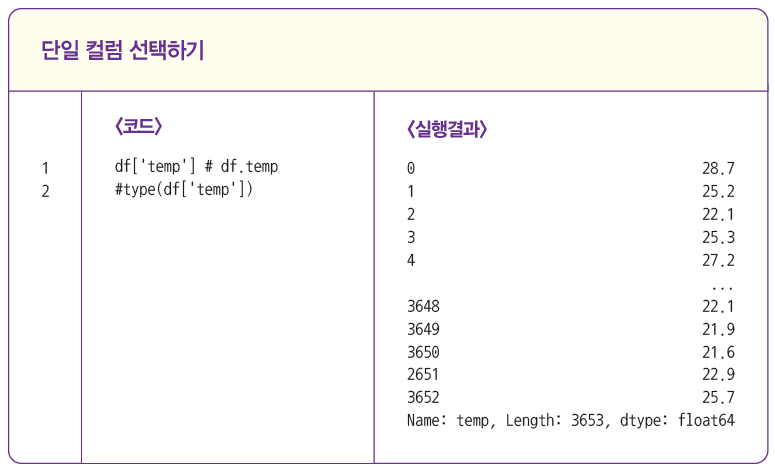 단일 컬럼 선택하기
<코드>
1 df['temp'] # df.temp
2 #type(df['temp'])
<실행결과>
0 28.7
1 25.2
2 22.1
3 25.3
4 27.2
...
3648 22.1
3649 21.9
3650 21.6
2651 22.9
3652 25.7
Name: temp, Length: 3653, dtype: float64